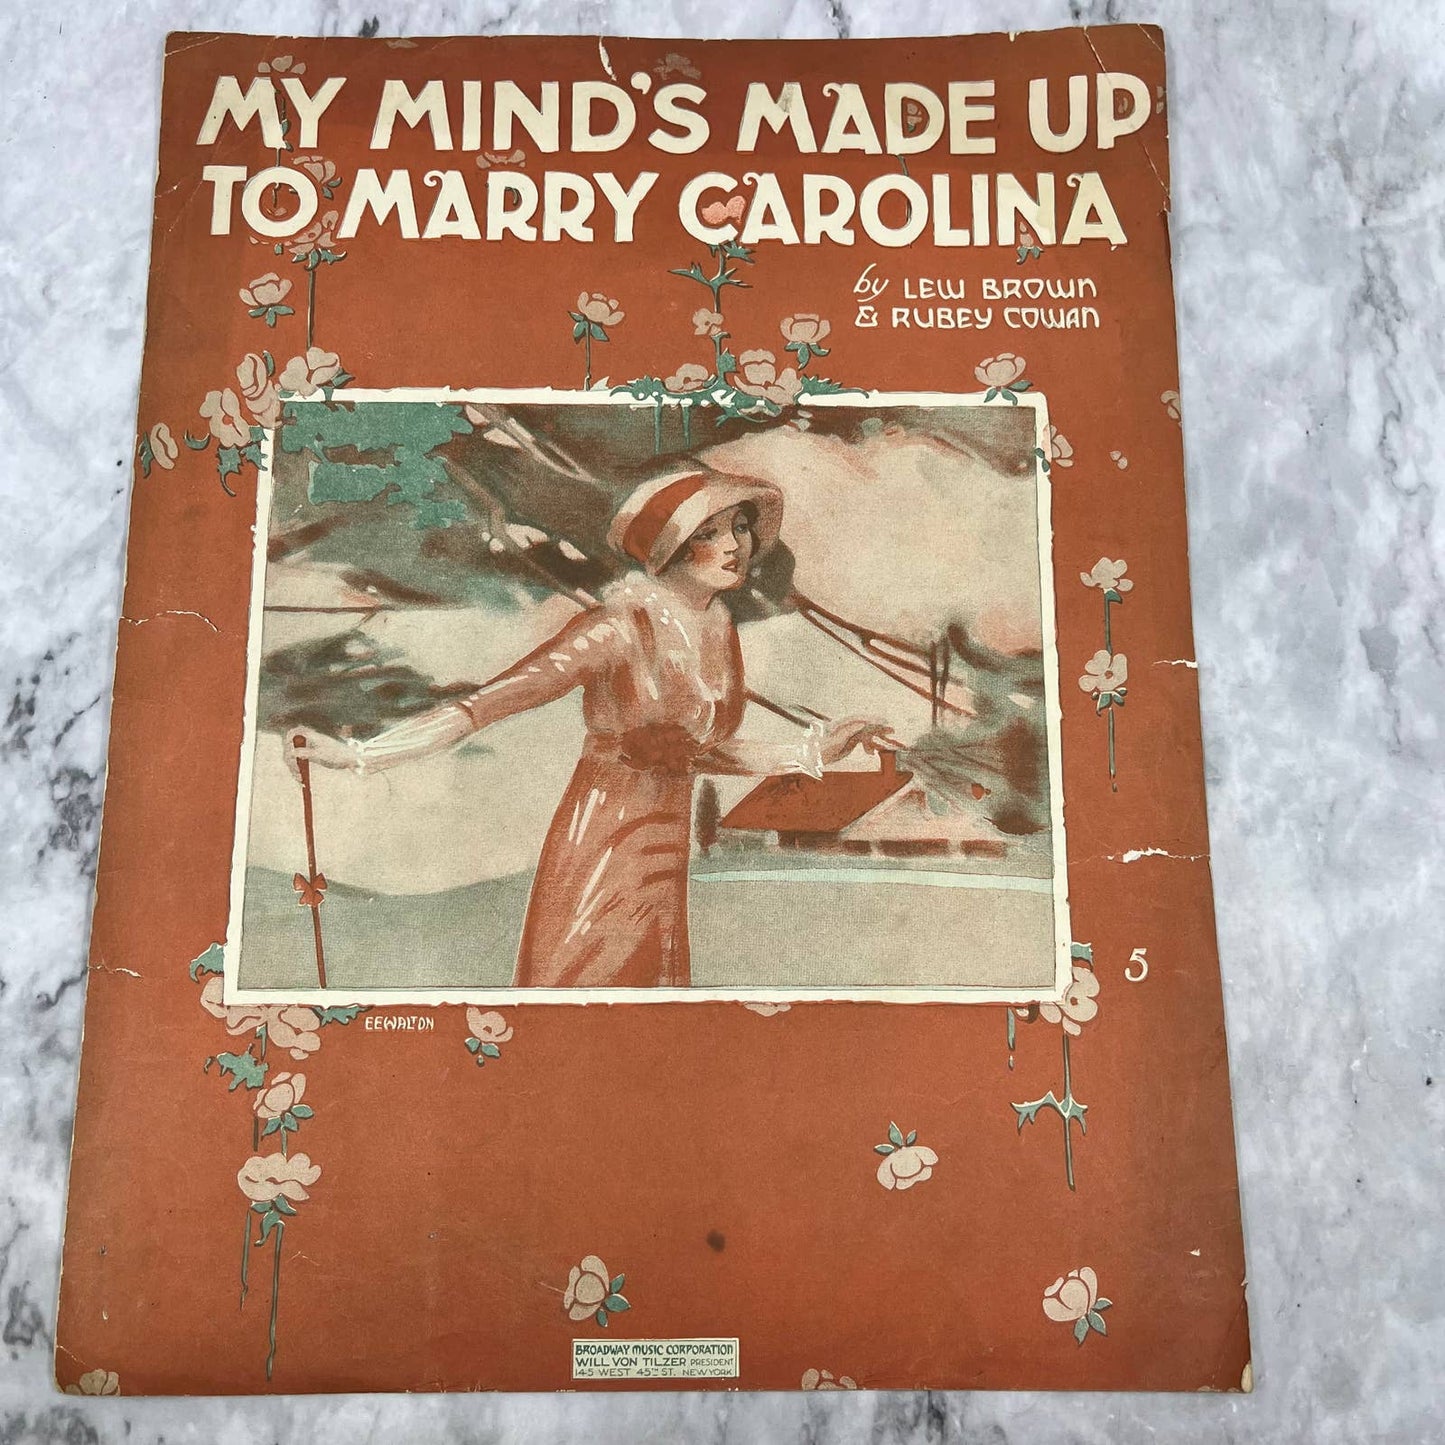 MY MIND'S MADE UP
TO MARRY CAROLINA
by LEW BROWN
& RUBEY COWAN
5
EEWALTON
BROADWAY MUSIC CORPORATION
WILL VON TILZER PRESIDENT
145 WEST 45TH ST. NEW YORK